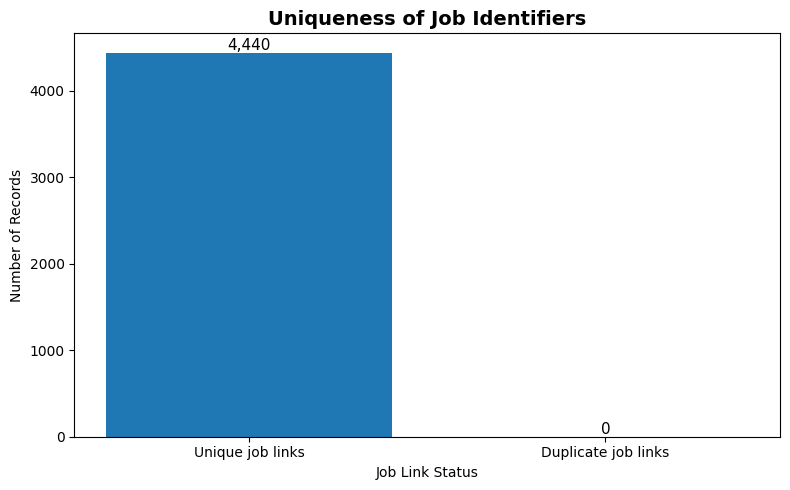 Uniqueness of Job Identifiers
4,440
4000
3000
2000
1000
0
0
Number of Records
Unique job links
Duplicate job links
Job Link Status